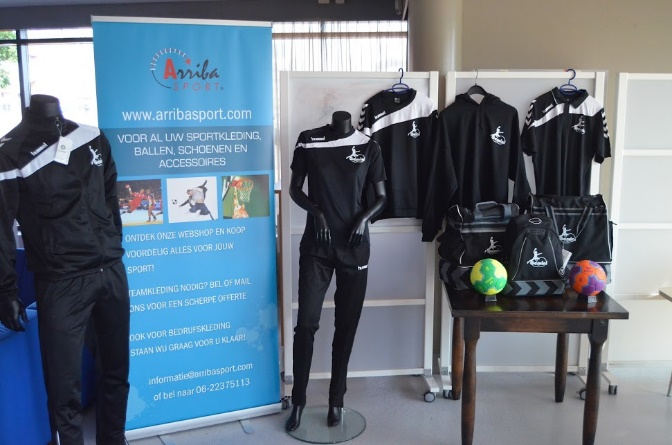 Arriba
SPORT
www.arribasport.com
VOOR AL UW SPORTKLEDING,
BALLEN, SCHOENEN EN
ACCESSOIRES
ONTDEK ONZE WEBSHOP EN KOOP
VOORDELIG ALLES VOOR JOUW
SPORT!
TEAMKLEDING NODIG? BEL OF MAIL
ONS VOOR EEN SCHERPE OFFERTE
OOK VOOR BEDRIJFSKLEDING
STAAN WIJ GRAAG VOOR U KLAAR!
informatie@arribasport.com
of bel naar 06-22375113
hummel